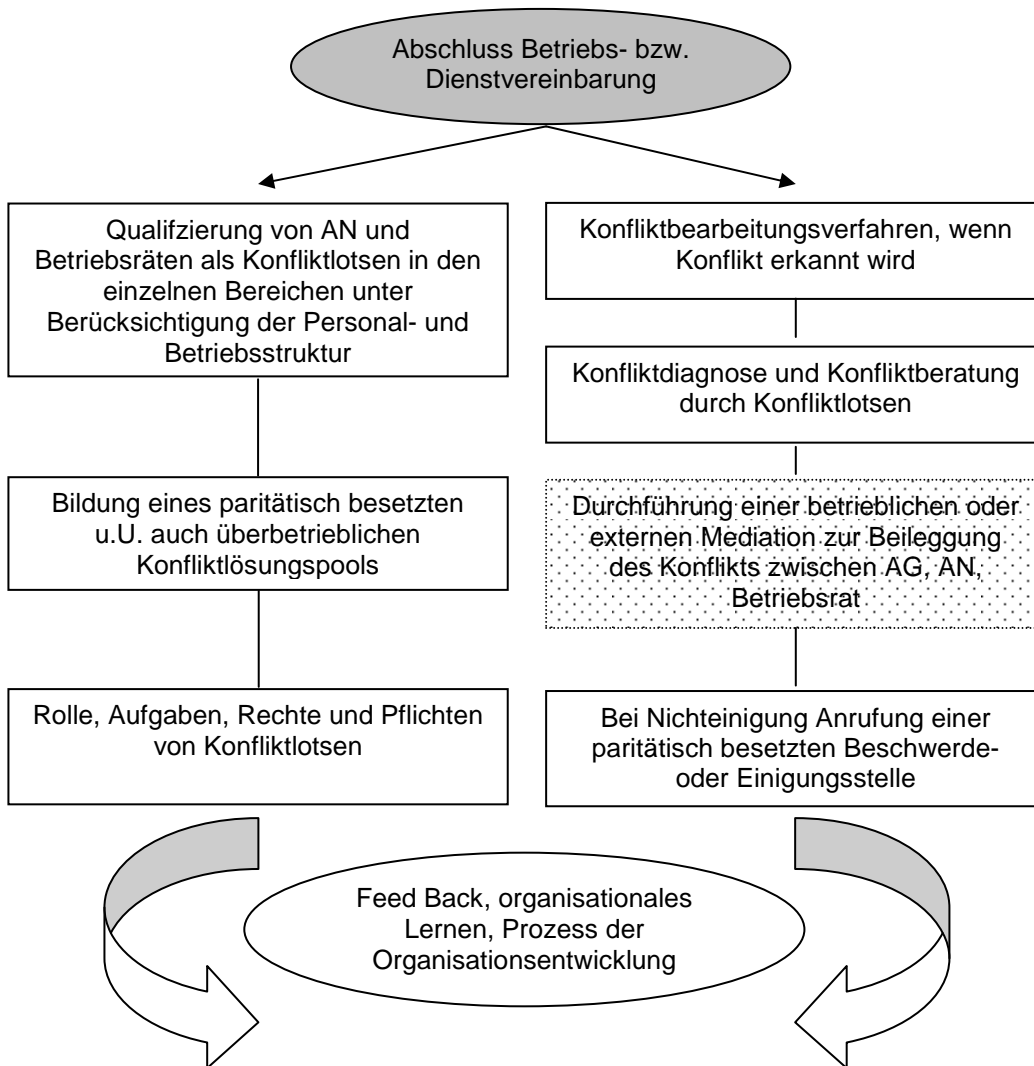 Abschluss Betriebs- bzw.
Dienstvereinbarung
Qualifzierung von AN und
Betriebsräten als Konfliktlotsen in den
einzelnen Bereichen unter
Berücksichtigung der Personal- und
Betriebsstruktur
Bildung eines paritätisch besetzten
u.U. auch überbetrieblichen
Konfliktlösungspools
Rolle, Aufgaben, Rechte und Pflichten
von Konfliktlotsen
Konfliktbearbeitungsverfahren, wenn
Konflikt erkannt wird
Konfliktdiagnose und Konfliktberatung
durch Konfliktlotsen
Durchführung einer betrieblichen oder
externen Mediation zur Beileggung
des Konflikts zwischen AG, AN,
Betriebsrat
Bei Nichteinigung Anrufung einer
paritätisch besetzten Beschwerde-
oder Einigungsstelle
Feed Back, organisationales
Lernen, Prozess der
Organisationsentwicklung